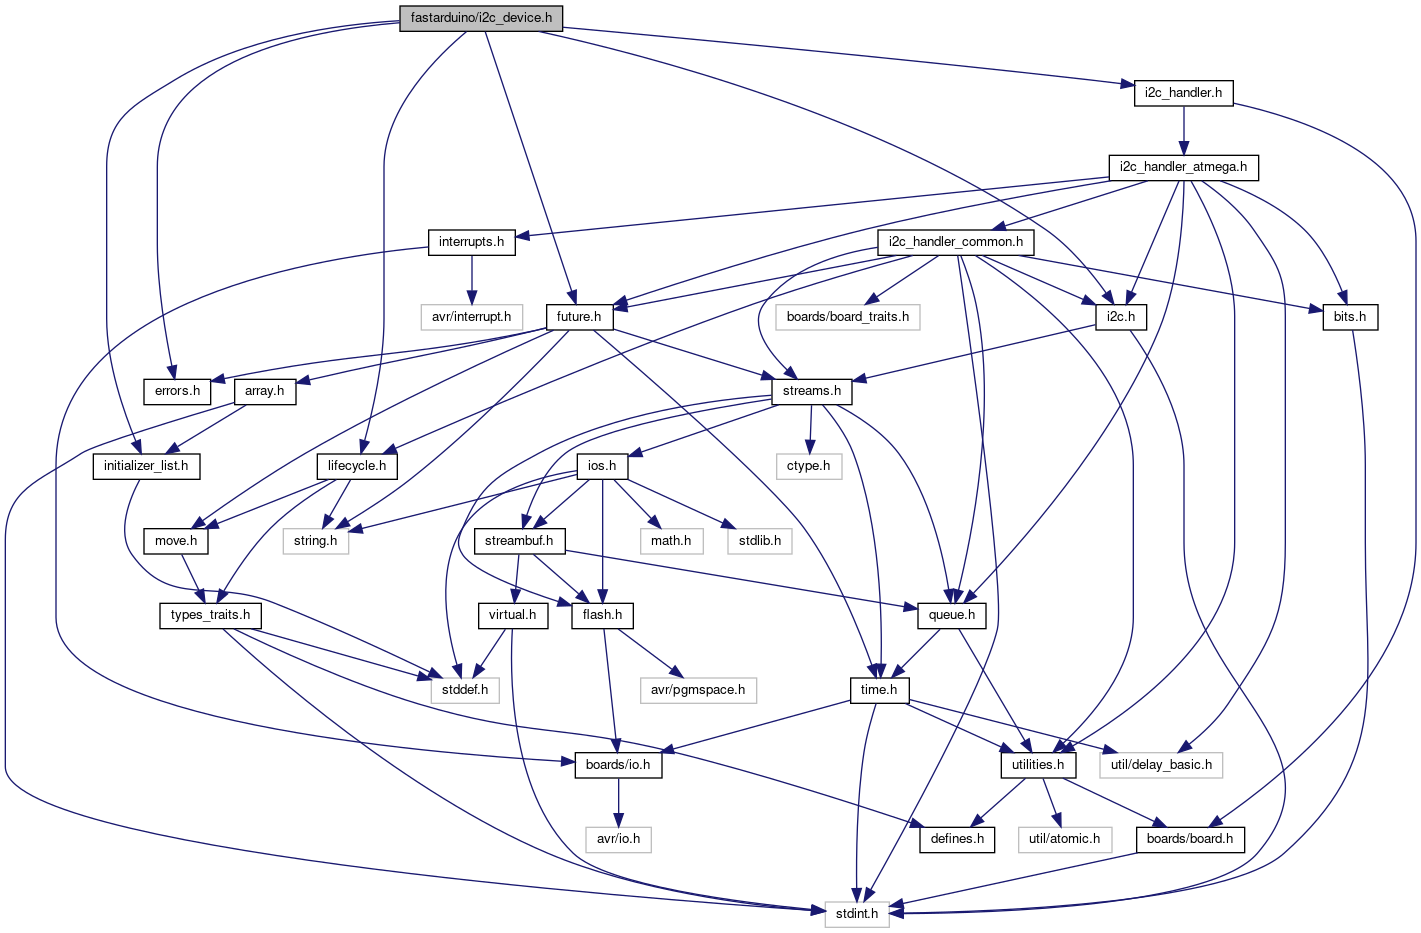 fastarduino/i2c_device.h
i2c_handler.h
i2c_handler_atmega.h
interrupts.h
i2c_handler_common.h
avr/interrupt.h
future.h
boards/board_traits.h
i2c.h
bits.h
errors.h
array.h
streams.h
initializer_list.h
lifecycle.h
ios.h
ctype.h
move.h
string.h
streambuf.h
math.h
stdlib.h
types_traits.h
virtual.h
flash.h
queue.h
stddef.h
avr/pgmspace.h
time.h
boards/io.h
utilities.h
util/delay_basic.h
avr/io.h
defines.h
util/atomic.h
boards/board.h
stdint.h